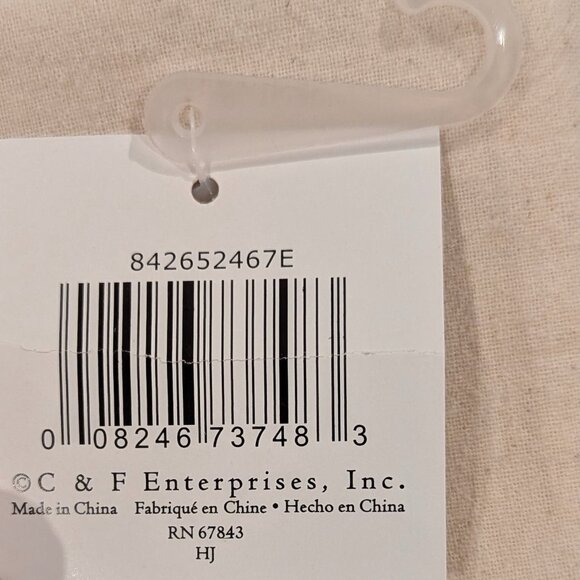 842652467E
0 08246 73748 3
©C & F Enterprises, Inc.
Made in China Fabriqué en Chine • Hecho en China
RN 67843
HJ